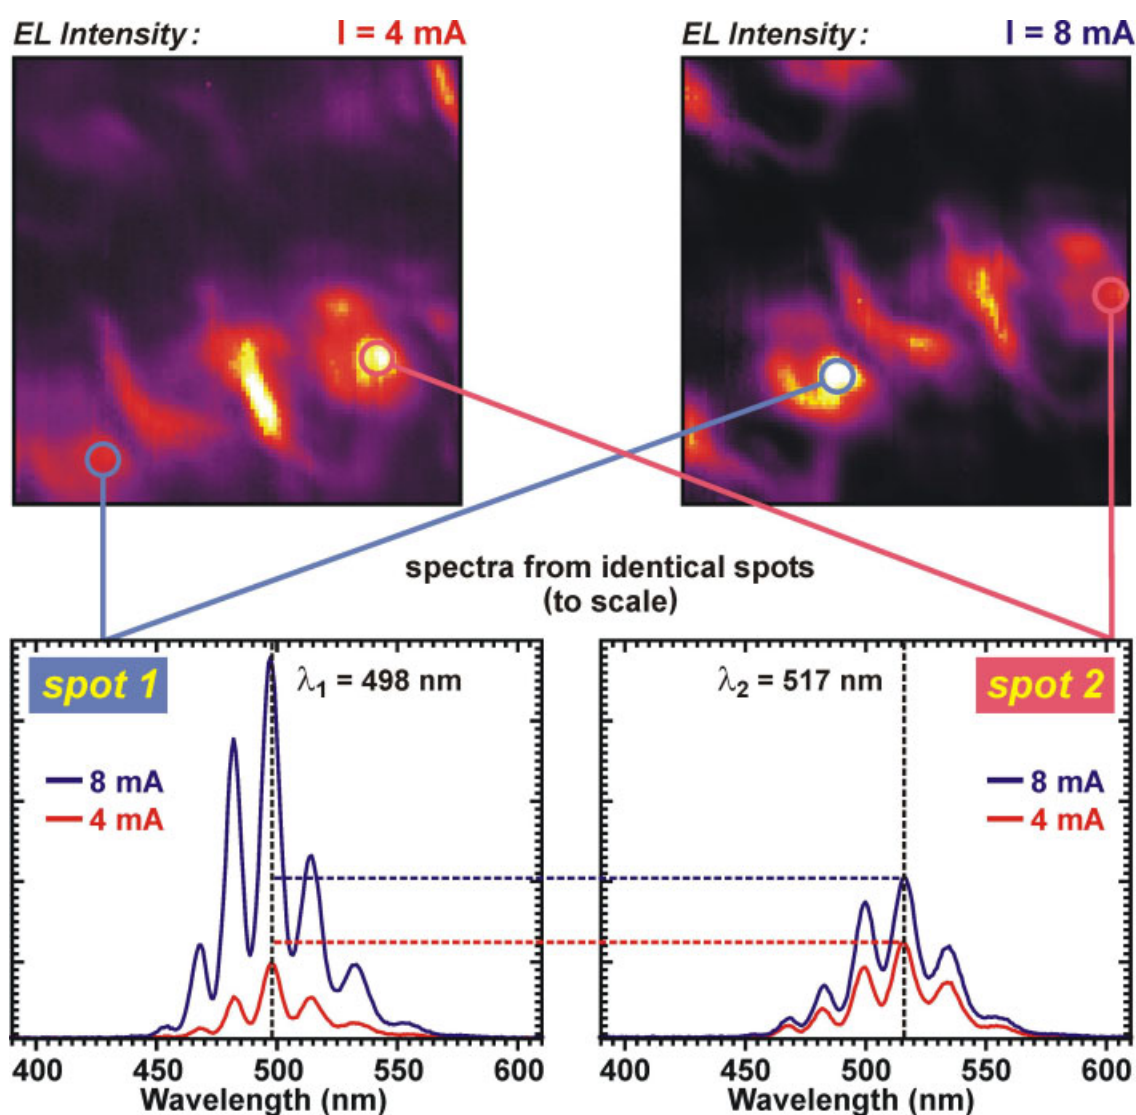 EL Intensity: I = 4 mA
EL Intensity: I = 8 mA
spectra from identical spots
(to scale)
spot 1
λ1 = 498 nm
8 mA
4 mA
λ2 = 517 nm
spot 2
8 mA
4 mA
400 450 500 550 600
Wavelength (nm)
400 450 500 550 600
Wavelength (nm)